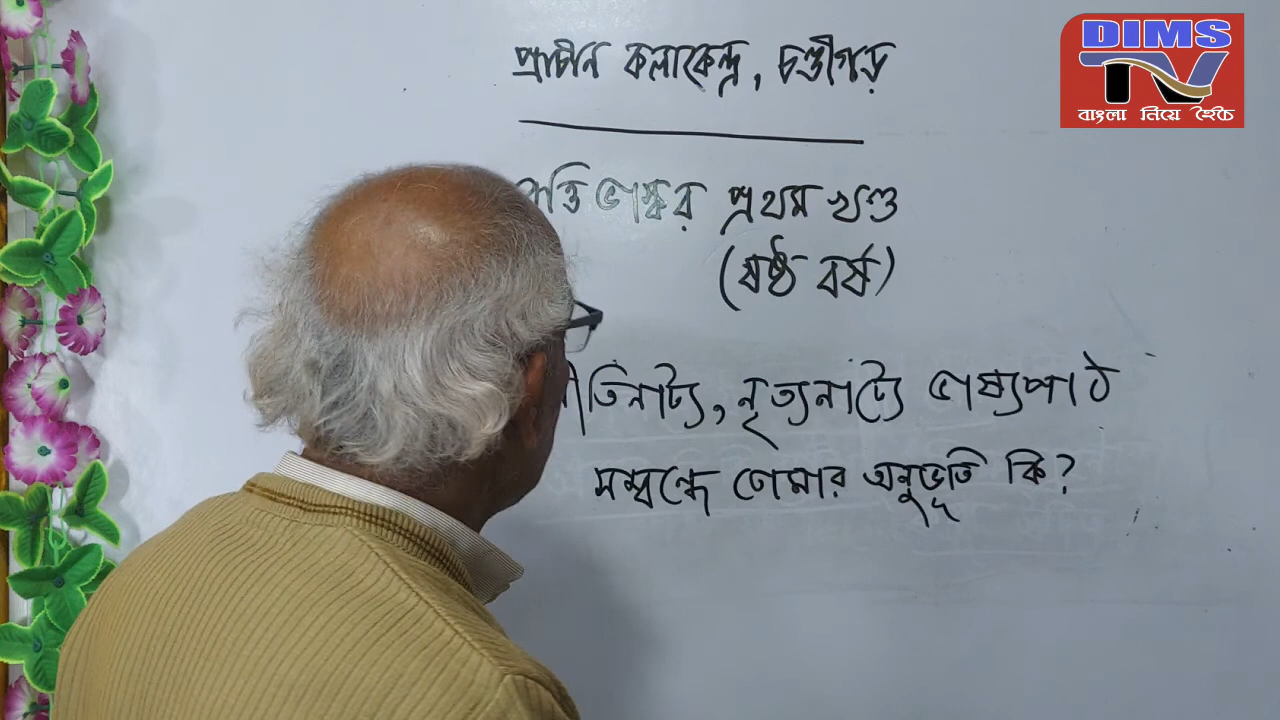 প্রাচীন কলাকেন্দ্র, চণ্ডীগড়
DIMS
TV
বাংলা নিয়ে হৈচৈ
ভাস্কর প্রথম খণ্ড
(ষষ্ঠ বর্ষ)
নৃত্যনাট্যে ভাষ্যপাঠ
সম্বন্ধে তোমার অনুভূতি কি?